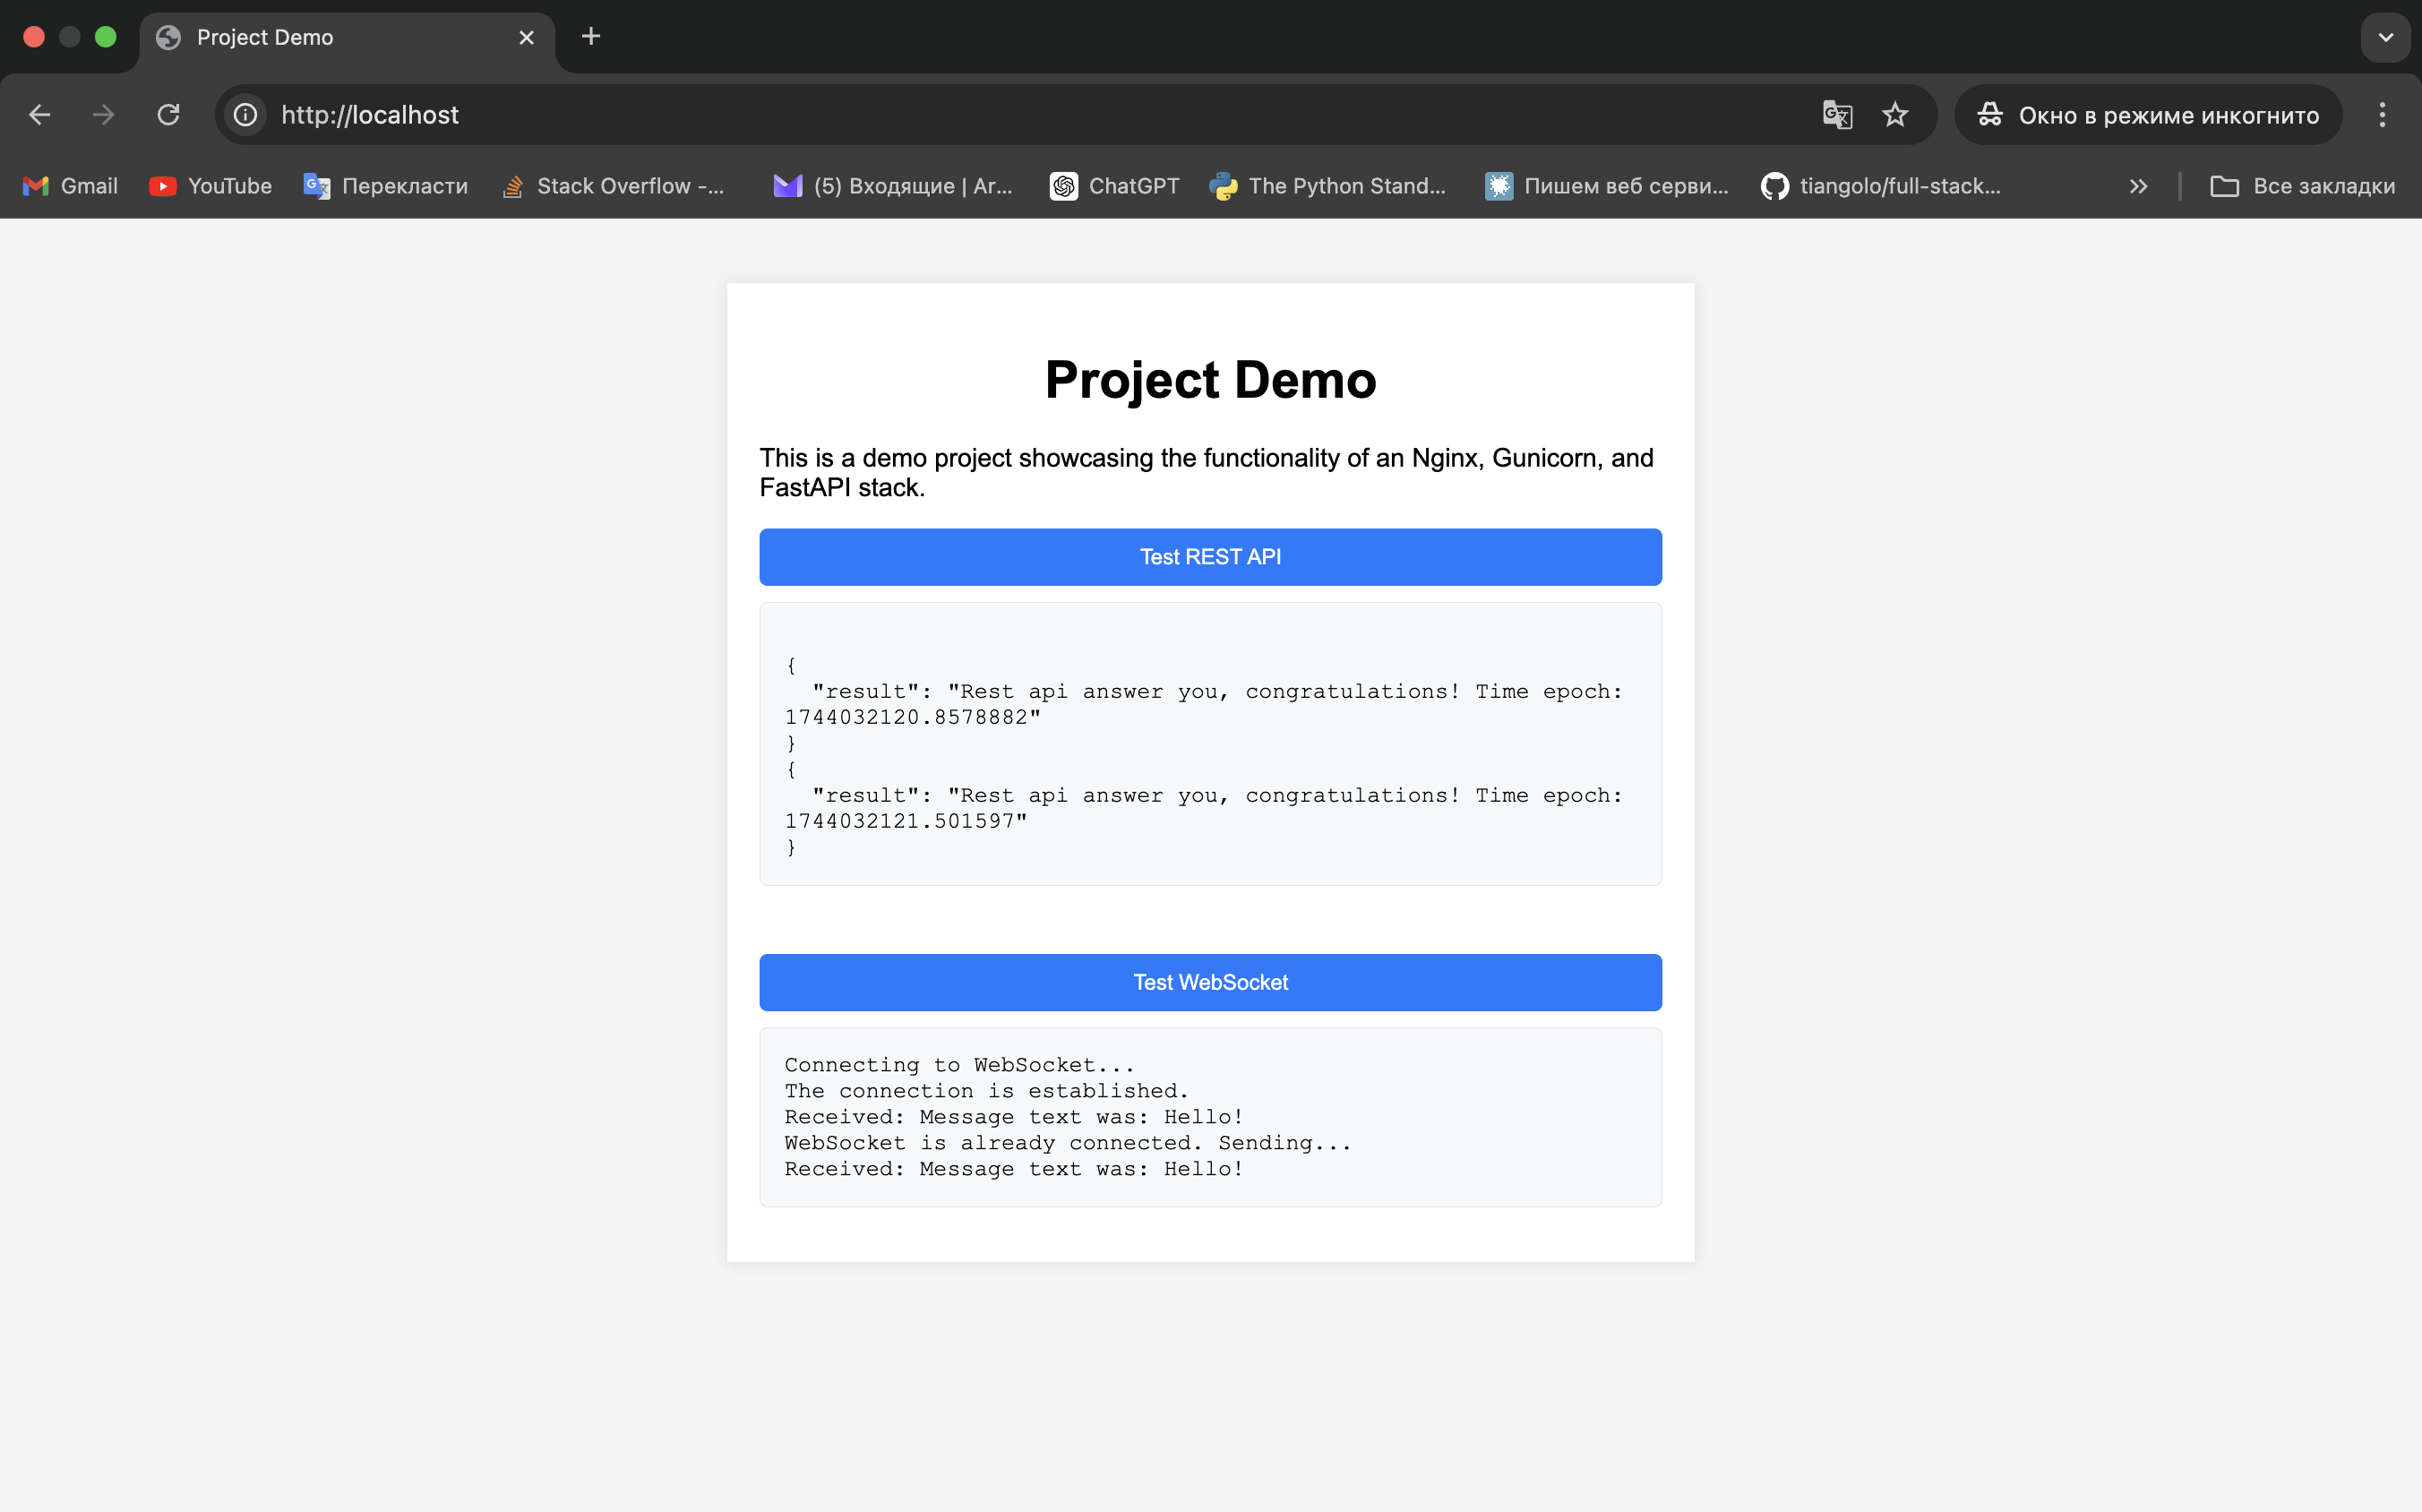 Project Demo
http://localhost
Окно в режиме инкогнито
Gmail
YouTube
Перекласти
Stack Overflow -...
(5) Входящие | Ar...
ChatGPT
The Python Stand...
Пишем веб серви...
tiangolo/full-stack...
Все закладки
Project Demo
This is a demo project showcasing the functionality of an Nginx, Gunicorn, and
FastAPI stack.
Test REST API
{
"result": "Rest api answer you, congratulations! Time epoch:
1744032120.8578882"
}
{
"result": "Rest api answer you, congratulations! Time epoch:
1744032121.501597"
}
Test WebSocket
Connecting to WebSocket...
The connection is established.
Received: Message text was: Hello!
WebSocket is already connected. Sending...
Received: Message text was: Hello!